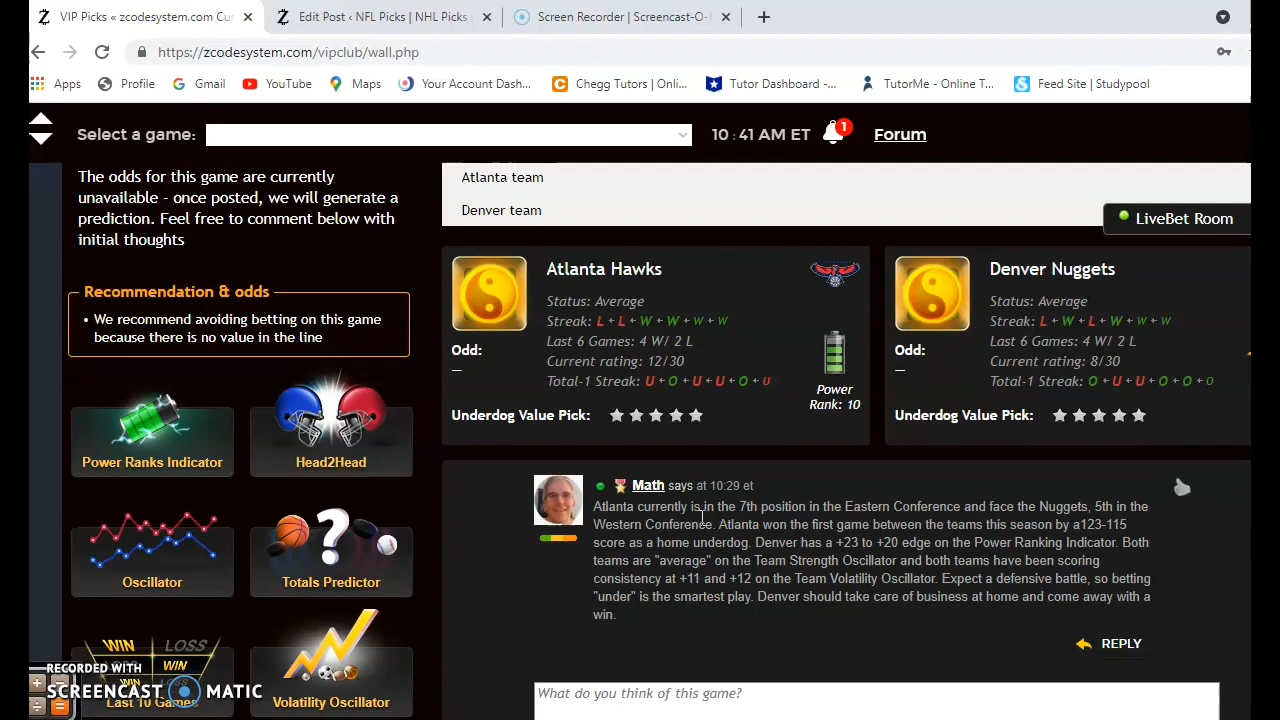 VIP Picks « zcodesystem.com Cus
Edit Post ‹ NFL Picks | NHL Picks
Screen Recorder | Screencast-O-
https://zcodesystem.com/vipclub/wall.php
Apps
Profile
Gmail
YouTube
Maps
Your Account Dash...
Chegg Tutors | Onli...
Tutor Dashboard -...
TutorMe - Online T...
Feed Site | Studypool
Select a game:
10 : 41 AM ET
1
Forum
The odds for this game are currently
unavailable - once posted, we will generate a
prediction. Feel free to comment below with
initial thoughts
Recommendation & odds
• We recommend avoiding betting on this game
because there is no value in the line
Power Ranks Indicator
Head2Head
Oscillator
Totals Predictor
WIN LOSS
WIN
Last 10 Games
Volatility Oscillator
RECORDED WITH
SCREENCAST MATIC
Atlanta team
Denver team
LiveBet Room
Atlanta Hawks
Status: Average
Streak: L ← L ← W ← W ← W ← W
Last 6 Games: 4 W/ 2 L
Current rating: 12/30
Total-1 Streak: U ← O ← U ← U ← O ← U
Odd:
—
Power
Rank: 10
Underdog Value Pick:
Denver Nuggets
Status: Average
Streak: L ← W ← L ← W ← W ← W
Last 6 Games: 4 W/ 2 L
Current rating: 8/30
Total-1 Streak: O ← U ← U ← O ← O ← O
Odd:
—
Underdog Value Pick:
Math says at 10:29 et
Atlanta currently is in the 7th position in the Eastern Conference and face the Nuggets, 5th in the
Western Conference. Atlanta won the first game between the teams this season by a123-115
score as a home underdog. Denver has a +23 to +20 edge on the Power Ranking Indicator. Both
teams are "average" on the Team Strength Oscillator and both teams have been scoring
consistency at +11 and +12 on the Team Volatility Oscillator. Expect a defensive battle, so betting
"under" is the smartest play. Denver should take care of business at home and come away with a
win.
REPLY
What do you think of this game?